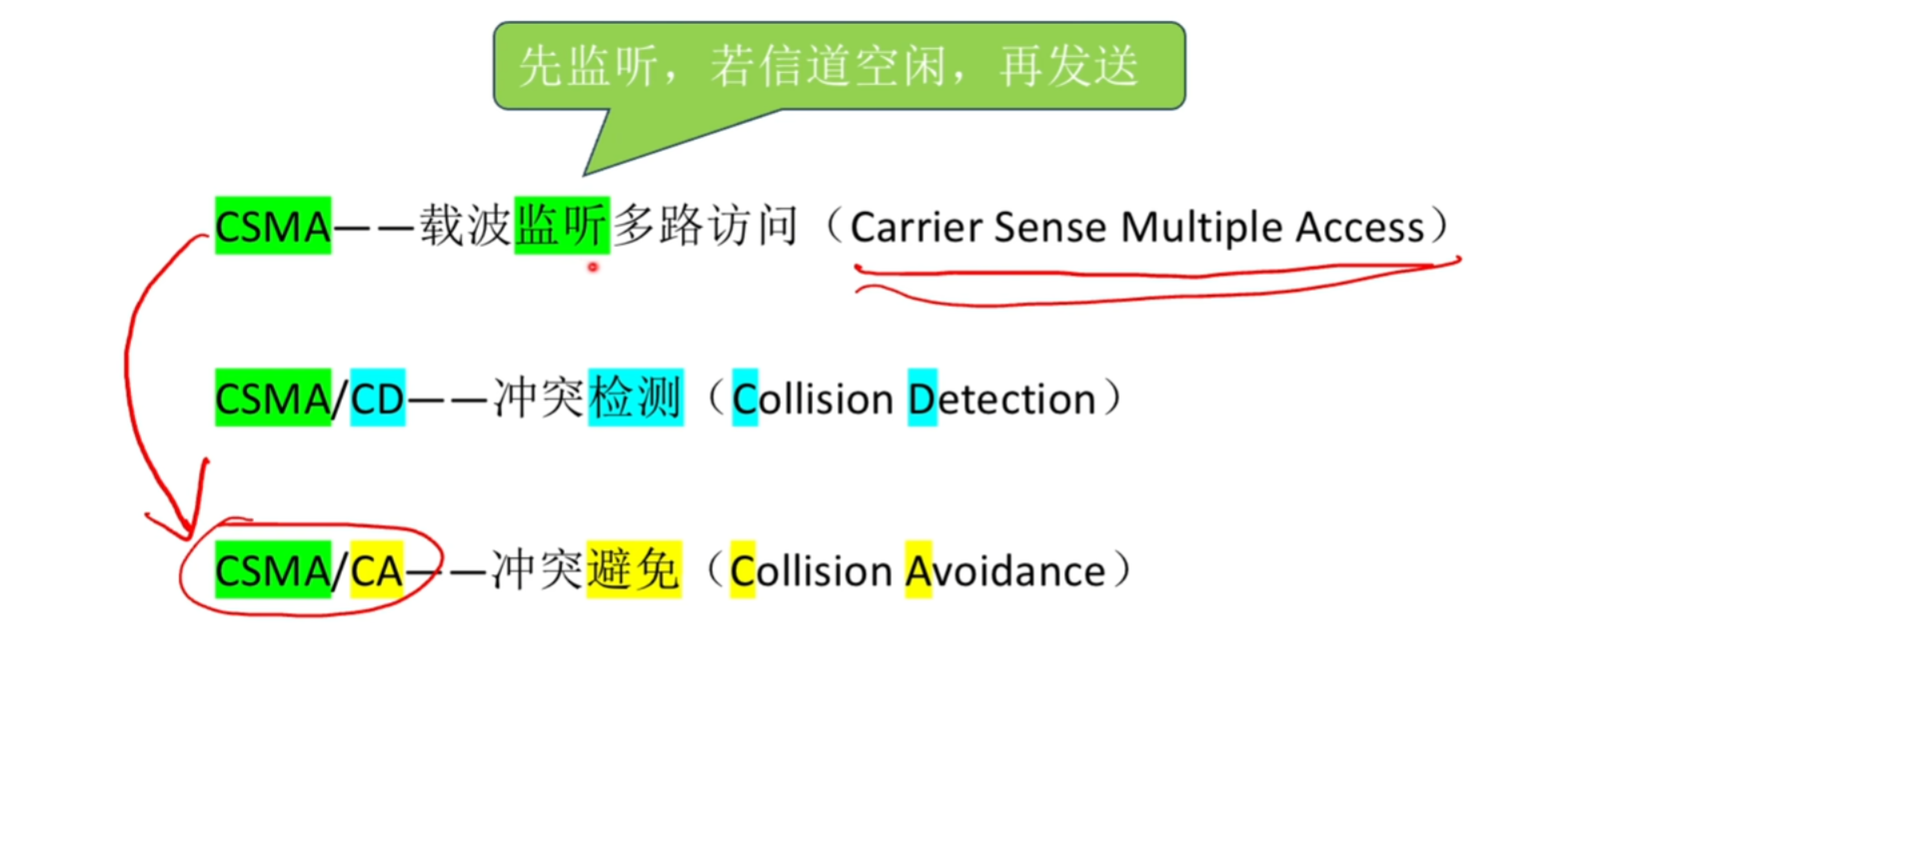 先监听，若信道空闲，再发送
CSMA——载波监听多路访问（Carrier Sense Multiple Access）
CSMA/CD——冲突检测（Collision Detection）
CSMA/CA——冲突避免（Collision Avoidance）